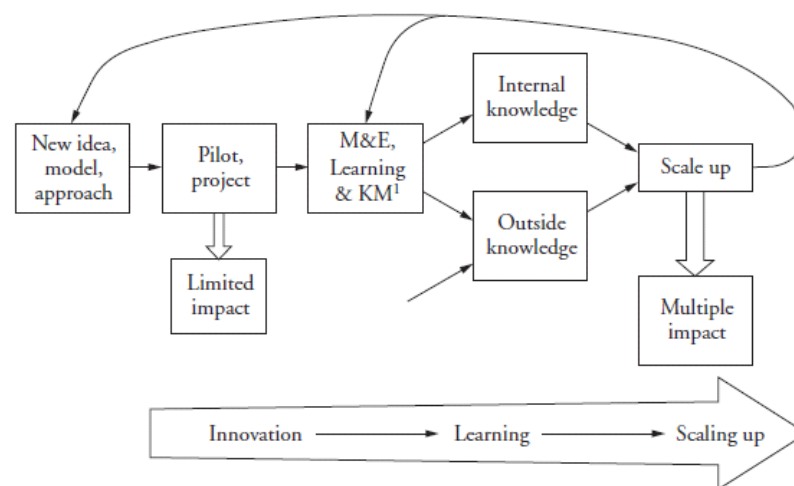 New idea,
model,
approach
Pilot,
project
M&E,
Learning
& KM¹
Internal
knowledge
Outside
knowledge
Scale up
Limited
impact
Multiple
impact
Innovation
Learning
Scaling up